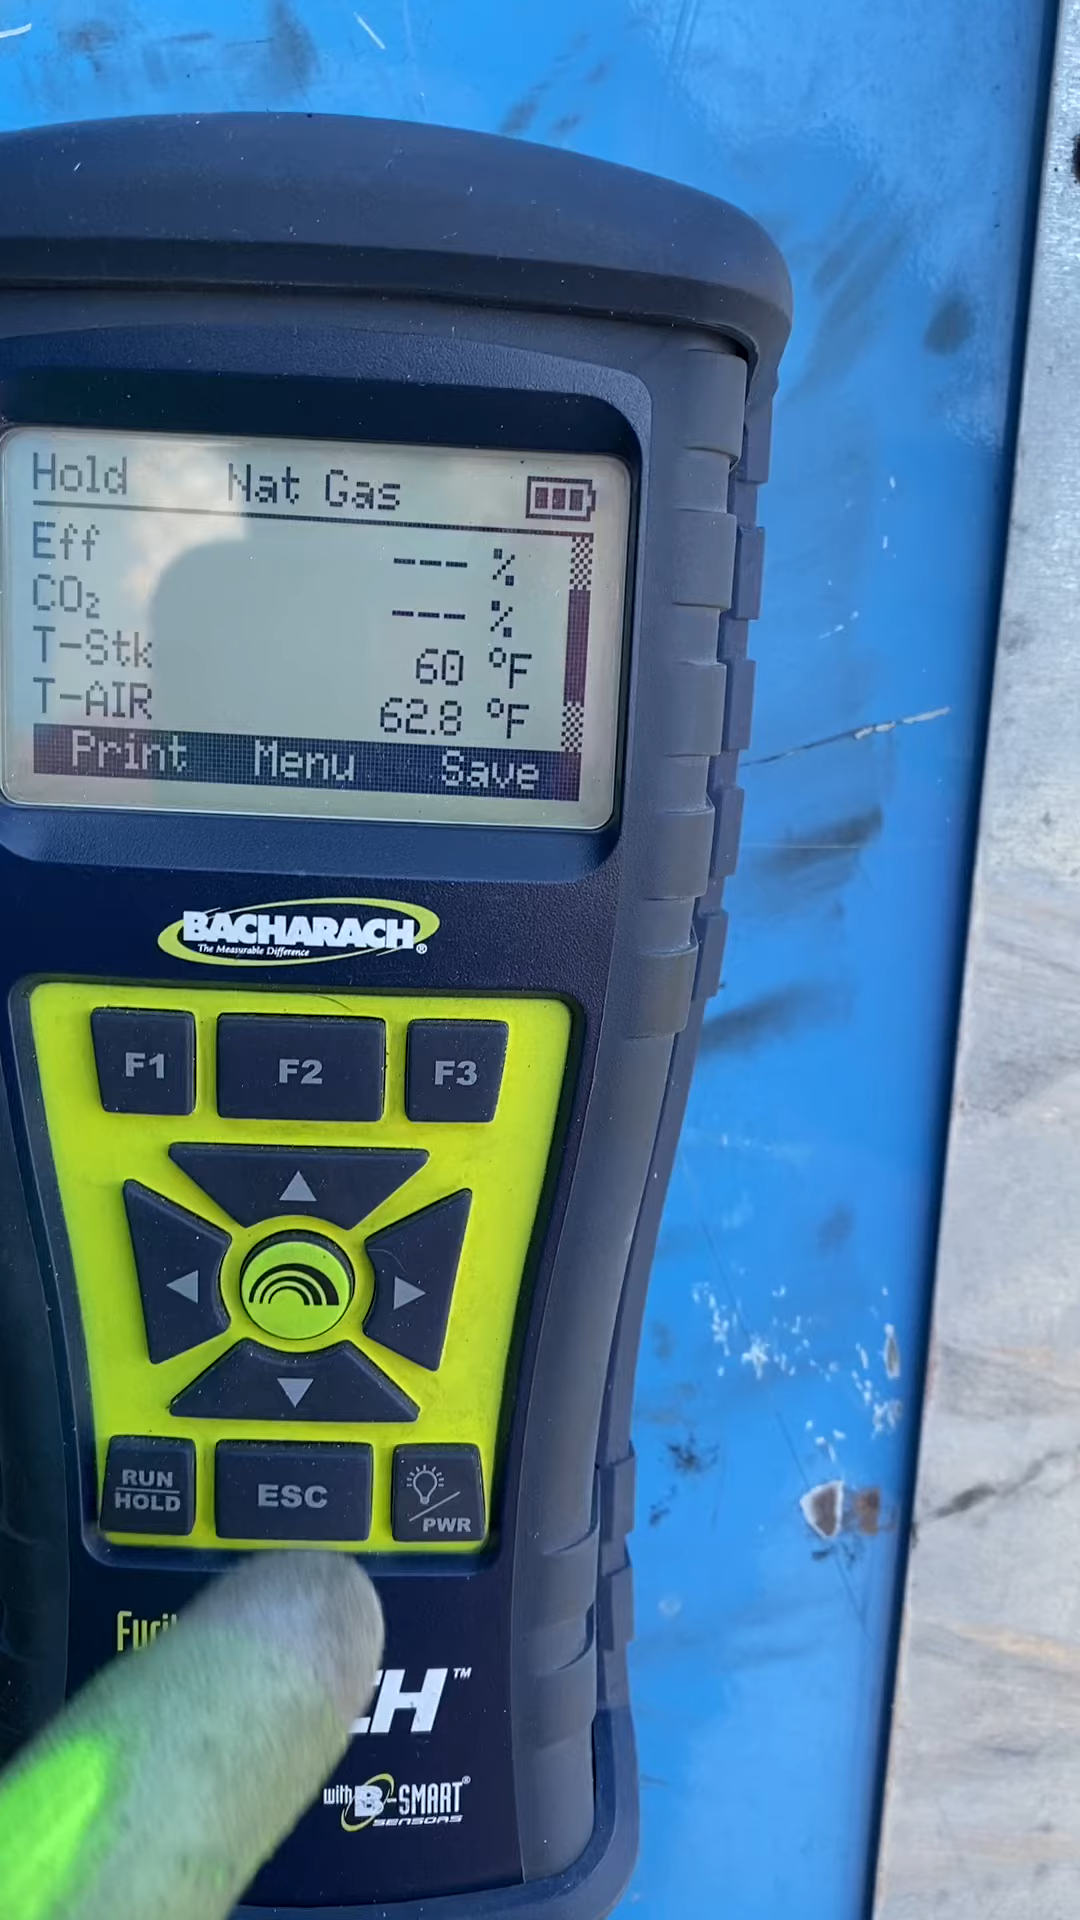 Hold Nat Gas
Eff --- %
CO₂ --- %
T-Stk 60 °F
T-AIR 62.8 °F
Print Menu Save
BACHARACH®
The Measurable Difference
F1 F2 F3
RUN HOLD ESC PWR
™
with B-SMART®
SENSORS